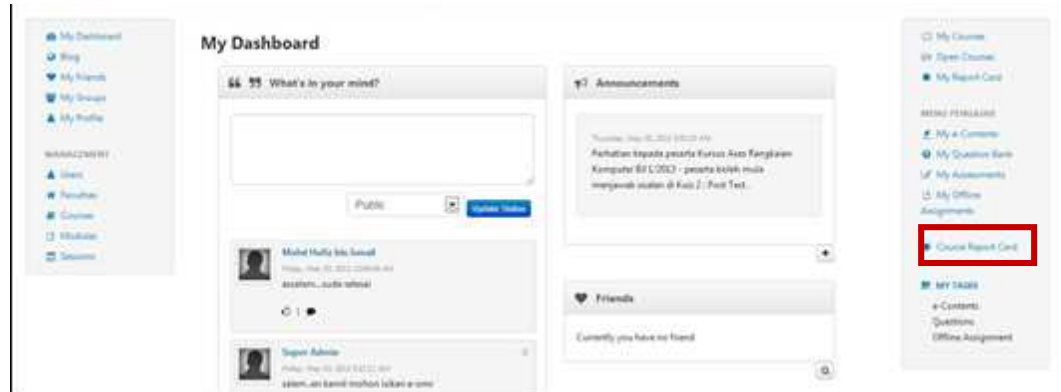 My Dashboard
Blog
My Friends
My Groups
My Profile
MANAGEMENT
Users
Faculties
Courses
Modules
Sessions
My Dashboard
What's in your mind?
Public
Update Status
Mohd Hafiz bin Ismail
assalam...suda selesai
1
Super Admin
Announcements
Perhatian kepada peserta Kursus Asas Rangkaian
Komputer Bil 1/2013 - peserta boleh mula
menjawab soalan di Kuiz 2 : Post Test..
Friends
Currently you have no friend
My Courses
Open Courses
My Report Card
MENU PENGAJAR
My e-Contents
My Question Bank
My Assessments
My Offline
Assignments
Course Report Card
MY TASKS
e-Contents
Questions
Offline Assignment